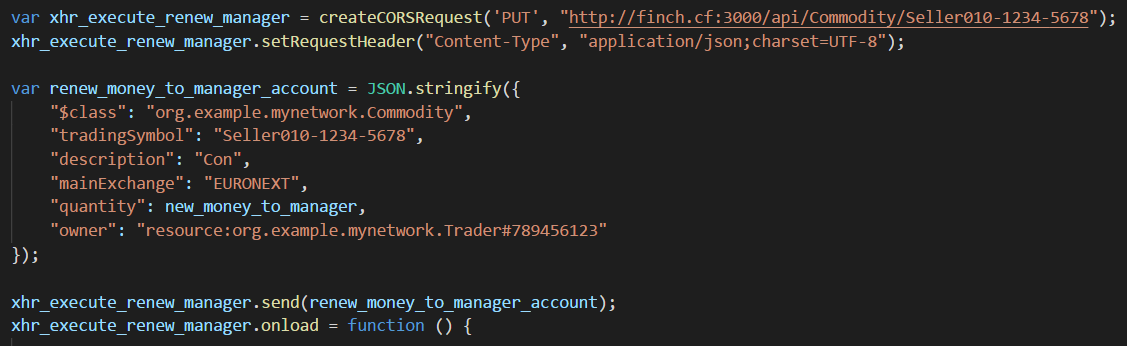 var xhr_execute_renew_manager = createCORSRequest('PUT', "http://finch.cf:3000/api/Commodity/Seller010-1234-5678");
xhr_execute_renew_manager.setRequestHeader("Content-Type", "application/json;charset=UTF-8");
var renew_money_to_manager_account = JSON.stringify({
    "$class": "org.example.mynetwork.Commodity",
    "tradingSymbol": "Seller010-1234-5678",
    "description": "Con",
    "mainExchange": "EURONEXT",
    "quantity": new_money_to_manager,
    "owner": "resource:org.example.mynetwork.Trader#789456123"
});
xhr_execute_renew_manager.send(renew_money_to_manager_account);
xhr_execute_renew_manager.onload = function () {